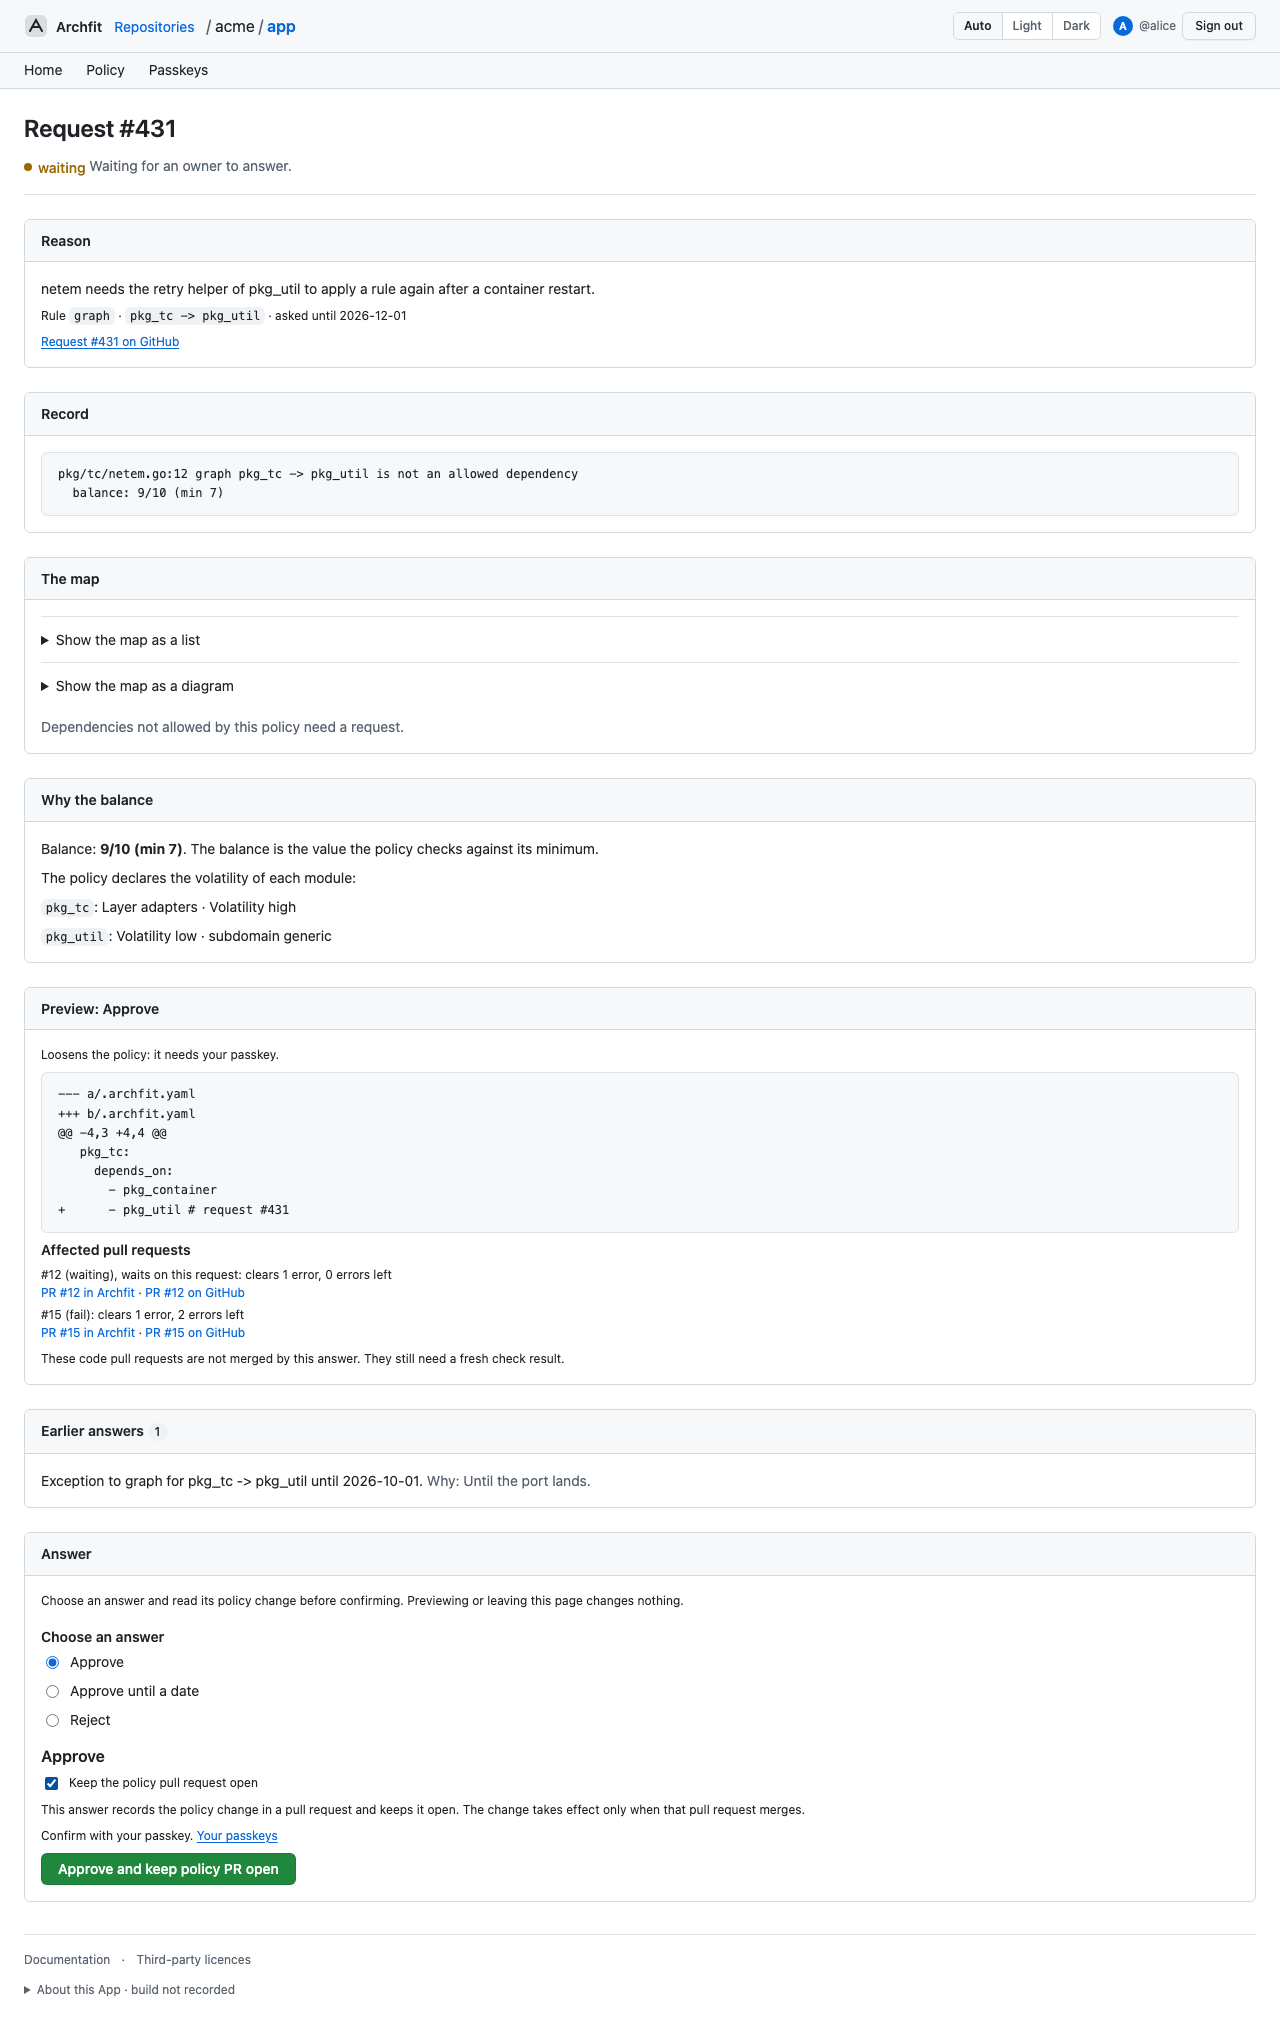 Archfit Repositories / acme / app
Auto Light Dark A @alice Sign out
Home Policy Passkeys
Request #431
waiting Waiting for an owner to answer.
Reason
netem needs the retry helper of pkg_util to apply a rule again after a container restart.
Rule graph · pkg_tc -> pkg_util · asked until 2026-12-01
Request #431 on GitHub
Record
pkg/tc/netem.go:12 graph pkg_tc -> pkg_util is not an allowed dependency
balance: 9/10 (min 7)
The map
Show the map as a list
Show the map as a diagram
Dependencies not allowed by this policy need a request.
Why the balance
Balance: 9/10 (min 7). The balance is the value the policy checks against its minimum.
The policy declares the volatility of each module:
pkg_tc: Layer adapters · Volatility high
pkg_util: Volatility low · subdomain generic
Preview: Approve
Loosens the policy: it needs your passkey.
--- a/.archfit.yaml
+++ b/.archfit.yaml
@@ -4,3 +4,4 @@
pkg_tc:
depends_on:
- pkg_container
+ - pkg_util # request #431
Affected pull requests
#12 (waiting), waits on this request: clears 1 error, 0 errors left
PR #12 in Archfit · PR #12 on GitHub
#15 (fail): clears 1 error, 2 errors left
PR #15 in Archfit · PR #15 on GitHub
These code pull requests are not merged by this answer. They still need a fresh check result.
Earlier answers 1
Exception to graph for pkg_tc -> pkg_util until 2026-10-01. Why: Until the port lands.
Answer
Choose an answer and read its policy change before confirming. Previewing or leaving this page changes nothing.
Choose an answer
Approve
Approve until a date
Reject
Approve
Keep the policy pull request open
This answer records the policy change in a pull request and keeps it open. The change takes effect only when that pull request merges.
Confirm with your passkey. Your passkeys
Approve and keep policy PR open
Documentation · Third-party licences
About this App · build not recorded